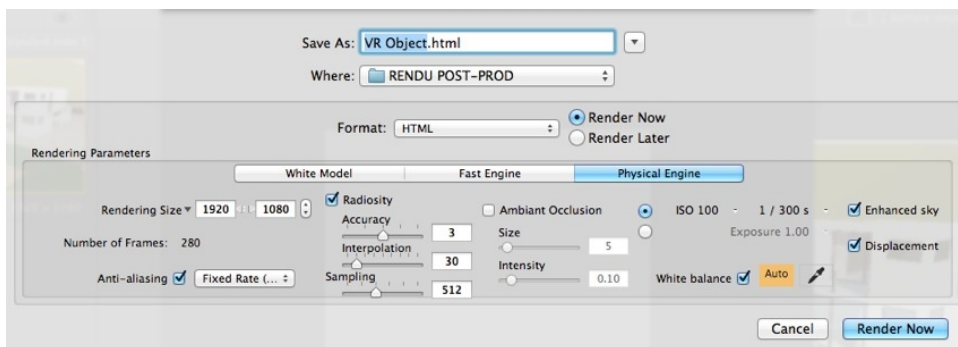 Save As: VR Object.html
Where: RENDU POST-PROD
Format: HTML
Render Now
Render Later
Rendering Parameters
White Model Fast Engine Physical Engine
Rendering Size 1920 1080
Number of Frames: 280
Anti-aliasing Fixed Rate (...
Radiosity
Accuracy
3
Interpolation
30
Sampling
512
Ambiant Occlusion
Size
5
Intensity
0.10
ISO 100 - 1 / 300 s -
Exposure 1.00 -
White balance Auto
Enhanced sky
Displacement
Cancel Render Now